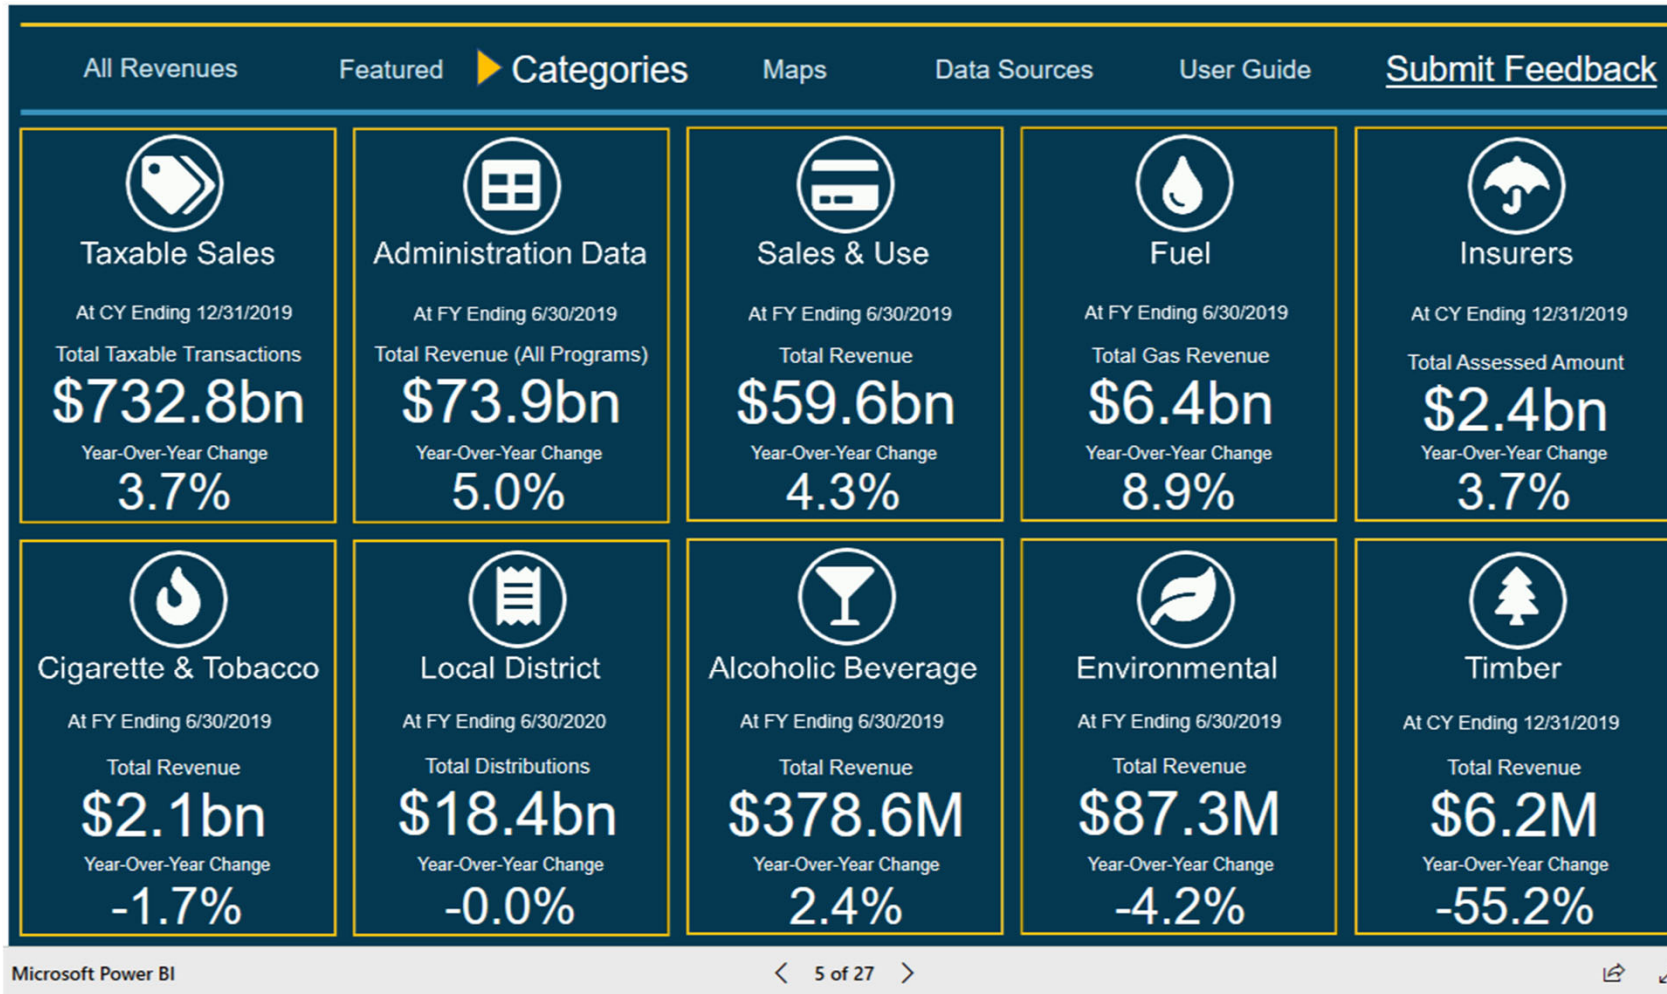 All Revenues
Featured
Categories
Maps
Data Sources
User Guide
Submit Feedback
Taxable Sales
At CY Ending 12/31/2019
Total Taxable Transactions
$732.8bn
Year-Over-Year Change
3.7%
Administration Data
At FY Ending 6/30/2019
Total Revenue (All Programs)
$73.9bn
Year-Over-Year Change
5.0%
Sales & Use
At FY Ending 6/30/2019
Total Revenue
$59.6bn
Year-Over-Year Change
4.3%
Fuel
At FY Ending 6/30/2019
Total Gas Revenue
$6.4bn
Year-Over-Year Change
8.9%
Insurers
At CY Ending 12/31/2019
Total Assessed Amount
$2.4bn
Year-Over-Year Change
3.7%
Cigarette & Tobacco
At FY Ending 6/30/2019
Total Revenue
$2.1bn
Year-Over-Year Change
-1.7%
Local District
At FY Ending 6/30/2020
Total Distributions
$18.4bn
Year-Over-Year Change
-0.0%
Alcoholic Beverage
At FY Ending 6/30/2019
Total Revenue
$378.6M
Year-Over-Year Change
2.4%
Environmental
At FY Ending 6/30/2019
Total Revenue
$87.3M
Year-Over-Year Change
-4.2%
Timber
At CY Ending 12/31/2019
Total Revenue
$6.2M
Year-Over-Year Change
-55.2%
Microsoft Power BI
5 of 27